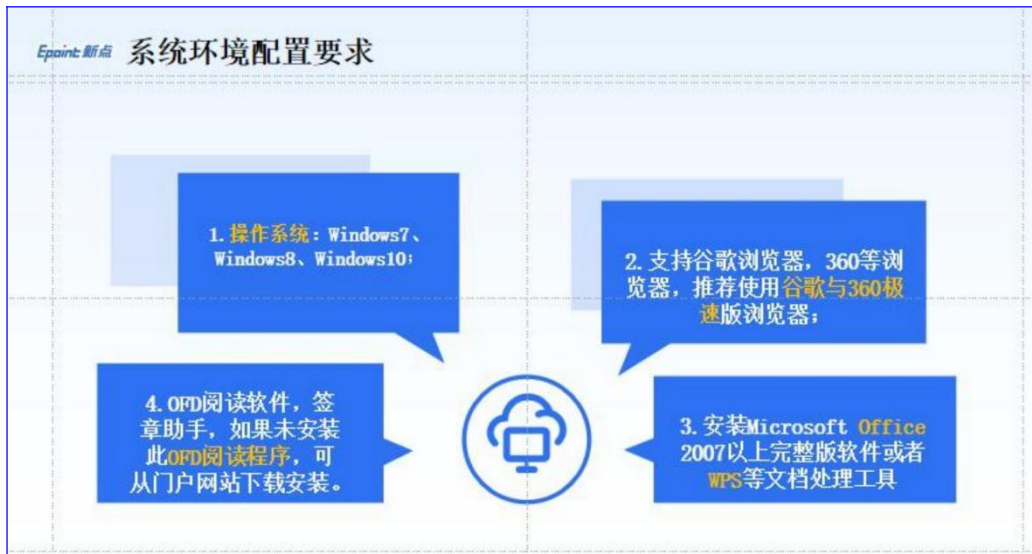 Epoint新点 系统环境配置要求
1.操作系统：Windows7、
Windows8、Windows10；
2.支持谷歌浏览器，360等浏
览器，推荐使用谷歌与360极
速版浏览器；
4.OFD阅读软件，签
章助手，如果未安装
此OFD阅读程序，可
从门户网站下载安装。
3.安装Microsoft Office
2007以上完整版软件或者
WPS等文档处理工具